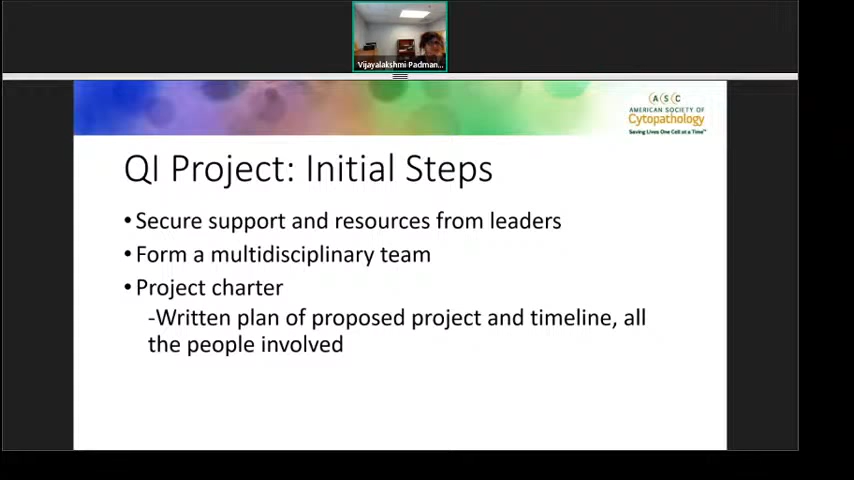 Vijayalakshmi Padman...
A S C
AMERICAN SOCIETY OF
Cytopathology
Saving Lives One Cell at a Time™
QI Project: Initial Steps
• Secure support and resources from leaders
• Form a multidisciplinary team
• Project charter
-Written plan of proposed project and timeline, all
the people involved